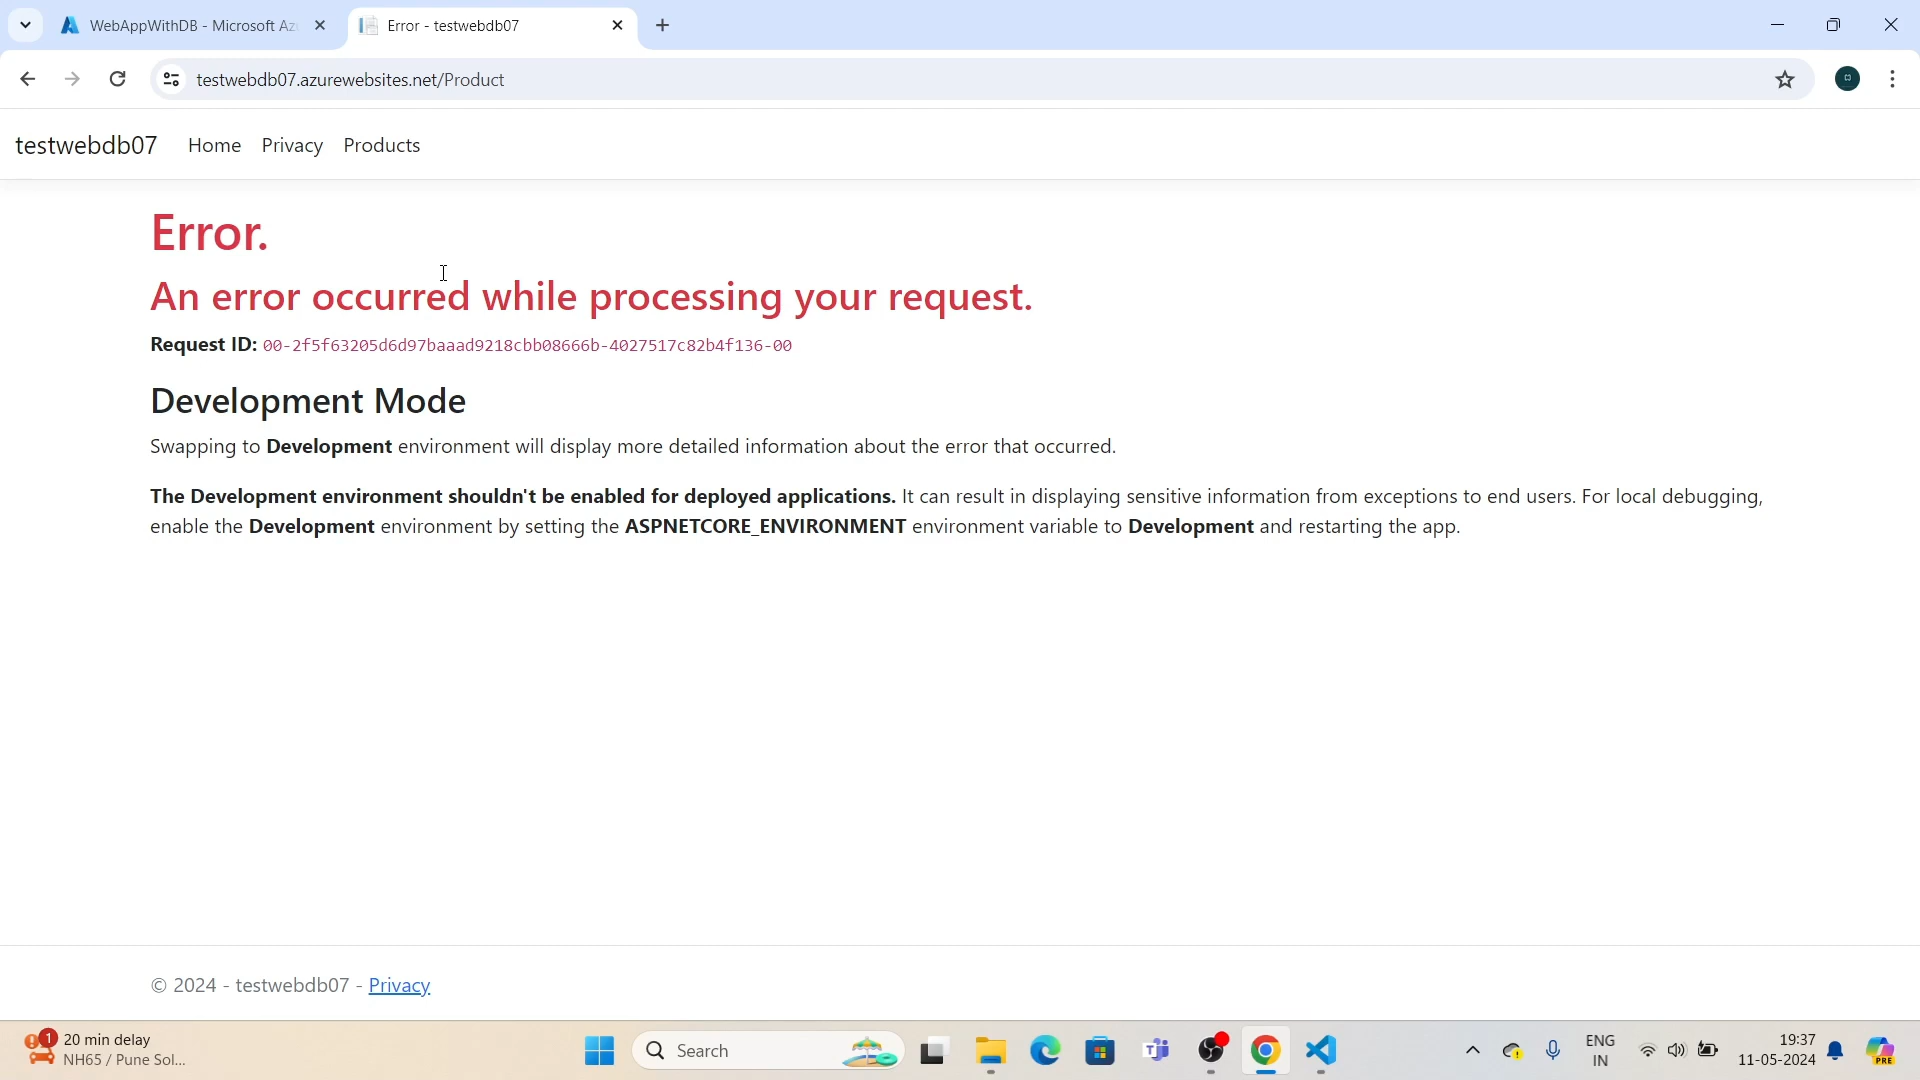 WebAppWithDB - Microsoft Az
Error - testwebdb07
testwebdb07.azurewebsites.net/Product
testwebdb07 Home Privacy Products
Error.
An error occurred while processing your request.
Request ID: 00-2f5f63205d6d97baaad9218cbb08666b-4027517c82b4f136-00
Development Mode
Swapping to Development environment will display more detailed information about the error that occurred.
The Development environment shouldn't be enabled for deployed applications. It can result in displaying sensitive information from exceptions to end users. For local debugging,
enable the Development environment by setting the ASPNETCORE_ENVIRONMENT environment variable to Development and restarting the app.
© 2024 - testwebdb07 - Privacy
1
20 min delay
NH65 / Pune Sol...
Search
ENG
IN
19:37
11-05-2024
PRE